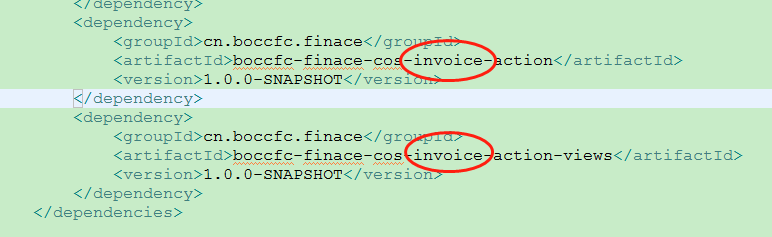 </dependency>
<dependency>
<groupId>cn.boccfc.finace</groupId>
<artifactId>boccfc-finace-cos-invoice-action</artifactId>
<version>1.0.0-SNAPSHOT</version>
</dependency>
<dependency>
<groupId>cn.boccfc.finace</groupId>
<artifactId>boccfc-finace-cos-invoice-action-views</artifactId>
<version>1.0.0-SNAPSHOT</version>
</dependency>
</dependencies>